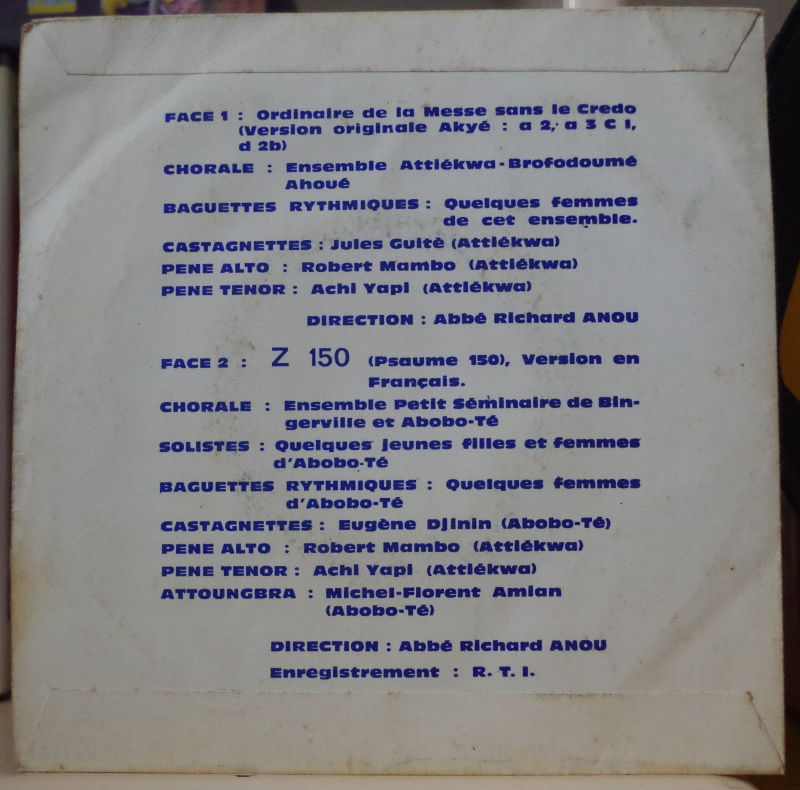 FACE 1 : Ordinaire de la Messe sans le Credo
(Version originale Akyé : a 2, a 3 C I,
d 2b)
CHORALE : Ensemble Attiékwa-Brofodoumé
Ahoué
BAGUETTES RYTHMIQUES : Quelques femmes
de cet ensemble.
CASTAGNETTES : Jules Guitè (Attiékwa)
PENE ALTO : Robert Mambo (Attiékwa)
PENE TENOR : Achi Yapi (Attiékwa)
DIRECTION : Abbé Richard ANOU
FACE 2 : Z 150 (Psaume 150), Version en
Français.
CHORALE : Ensemble Petit Séminaire de Bin-
gerville et Abobo-Té
SOLISTES : Quelques jeunes filles et femmes
d'Abobo-Té
BAGUETTES RYTHMIQUES : Quelques femmes
d'Abobo-Té
CASTAGNETTES : Eugène Djinin (Abobo-Té)
PENE ALTO : Robert Mambo (Attiékwa)
PENE TENOR : Achi Yapi (Attiékwa)
ATTOUNGBRA : Michel-Florent Amian
(Abobo-Té)
DIRECTION : Abbé Richard ANOU
Enregistrement : R. T. I.